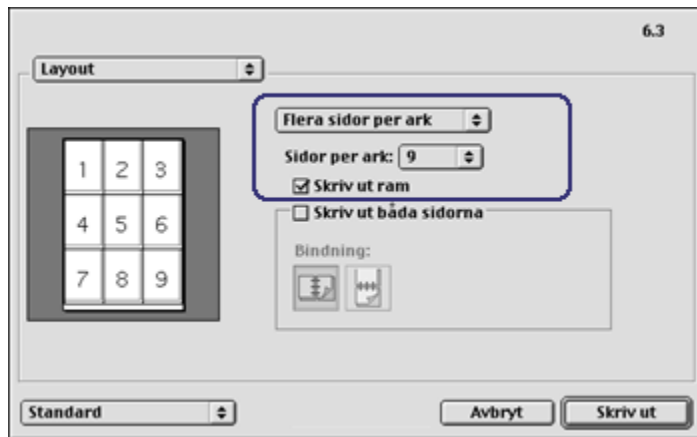 6.3
Layout
Flera sidor per ark
Sidor per ark: 9
Skriv ut ram
Skriv ut båda sidorna
Bindning:
1 2 3
4 5 6
7 8 9
Standard
Avbryt
Skriv ut